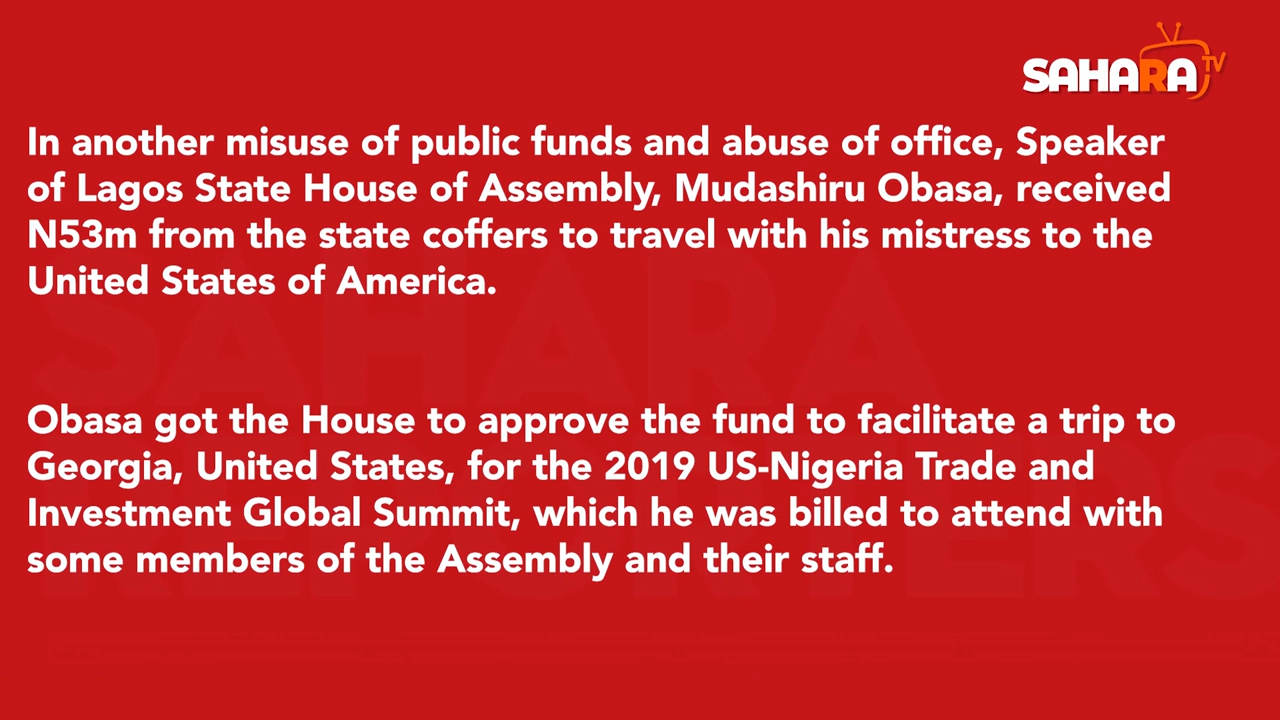 SAHARA TV
In another misuse of public funds and abuse of office, Speaker
of Lagos State House of Assembly, Mudashiru Obasa, received
N53m from the state coffers to travel with his mistress to the
United States of America.
Obasa got the House to approve the fund to facilitate a trip to
Georgia, United States, for the 2019 US-Nigeria Trade and
Investment Global Summit, which he was billed to attend with
some members of the Assembly and their staff.
SAHARA
REPORTERS